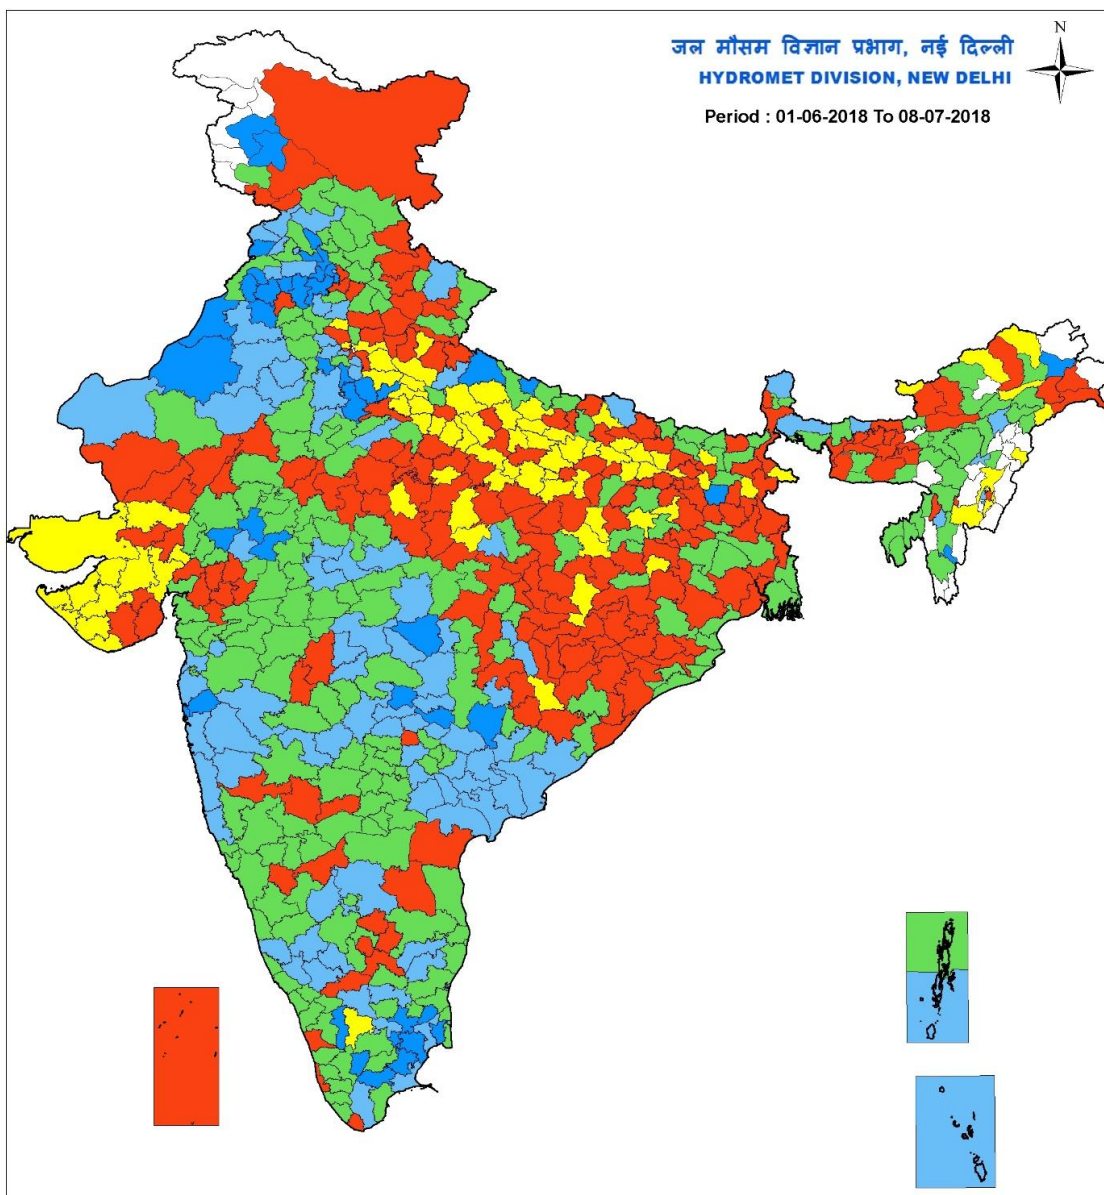 जल मौसम विज्ञान प्रभाग, नई दिल्ली
N
HYDROMET DIVISION, NEW DELHI
Period : 01-06-2018 To 08-07-2018